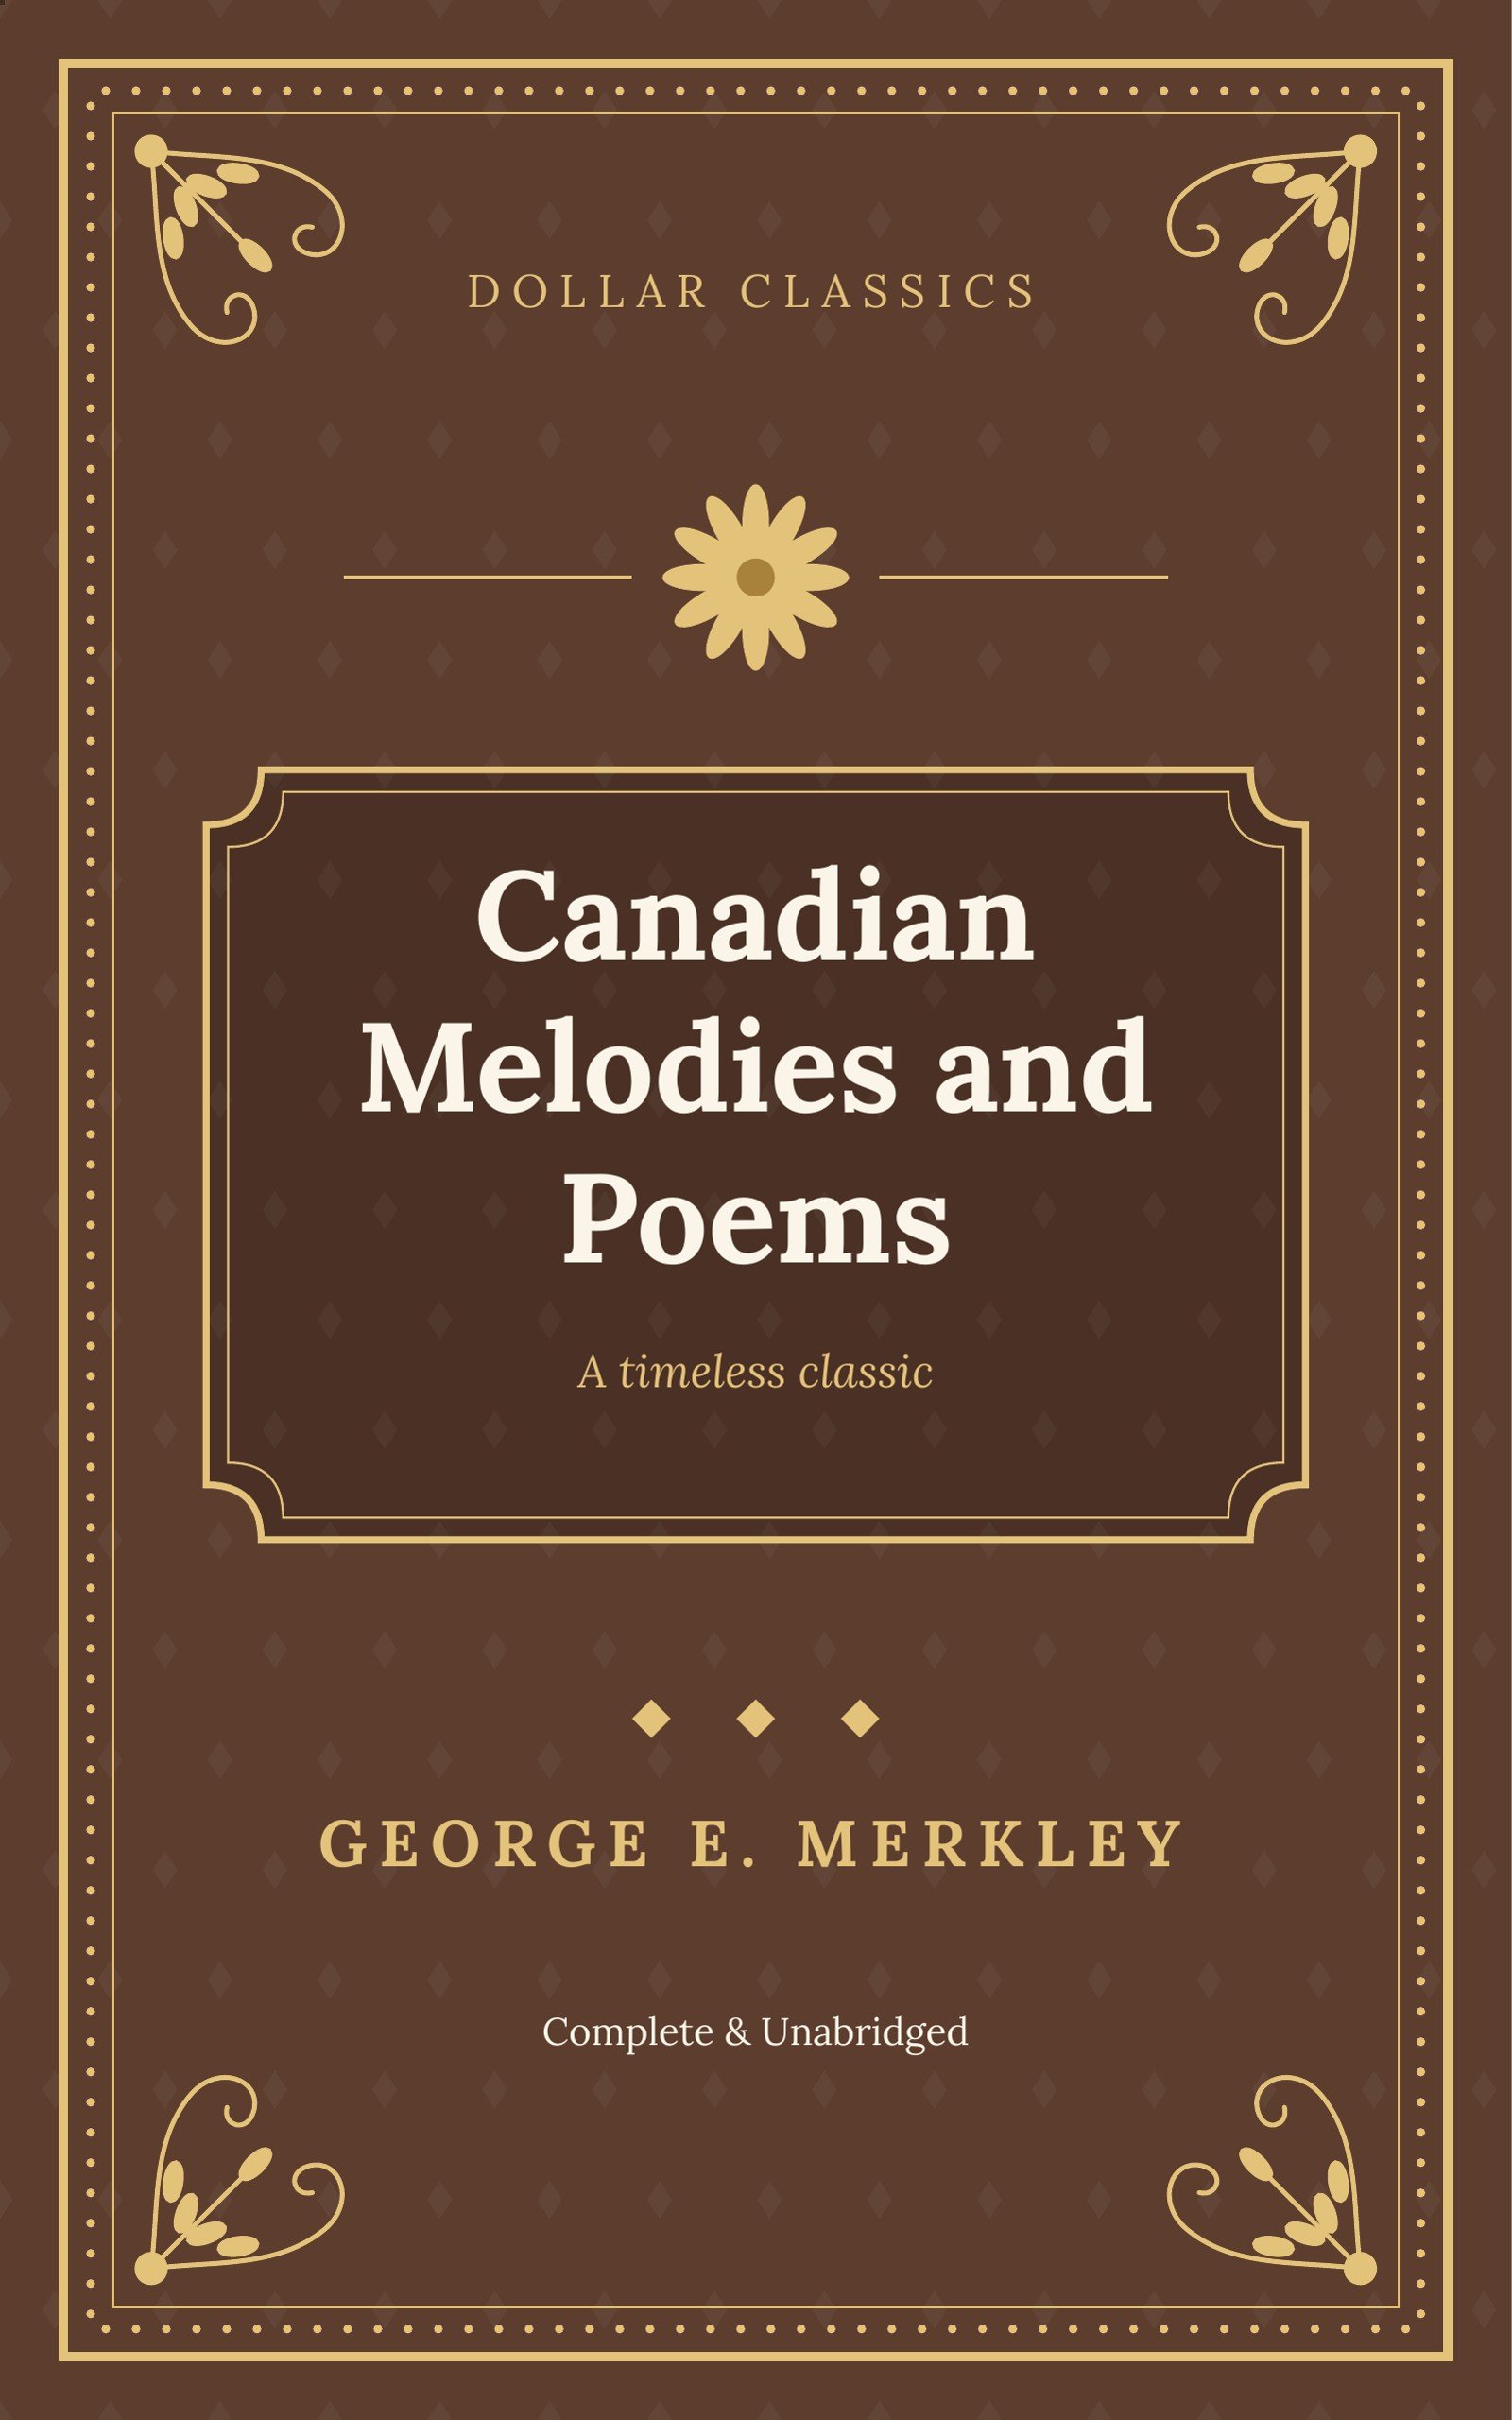 DOLLAR CLASSICS
Canadian
Melodies and
Poems
A timeless classic
GEORGE E. MERKLEY
Complete & Unabridged